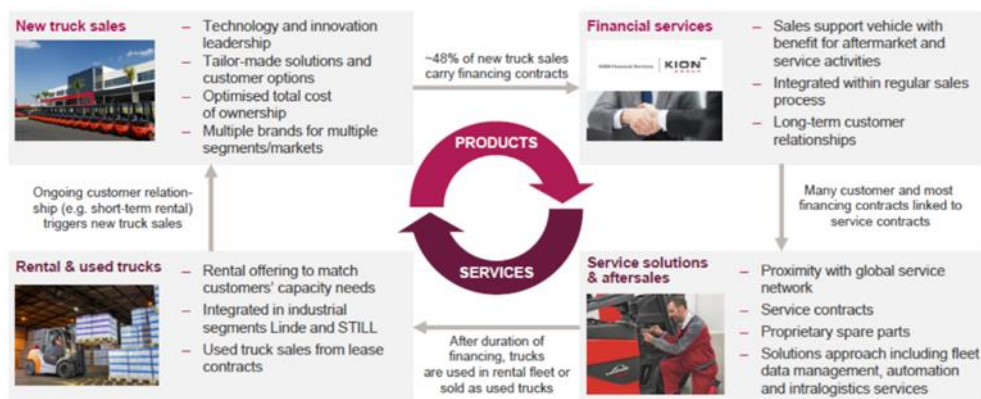 New truck sales
– Technology and innovation
leadership
– Tailor-made solutions and
customer options
– Optimised total cost
of ownership
– Multiple brands for multiple
segments/markets
~48% of new truck sales
carry financing contracts
Financial services
KION Financial Services | KION
GROUP
– Sales support vehicle with
benefit for aftermarket and
service activities
– Integrated within regular sales
process
– Long-term customer
relationships
PRODUCTS
SERVICES
Ongoing customer relation-
ship (e.g. short-term rental)
triggers new truck sales
Many customer and most
financing contracts linked to
service contracts
Rental & used trucks
– Rental offering to match
customers' capacity needs
– Integrated in industrial
segments Linde and STILL
– Used truck sales from lease
contracts
After duration of
financing, trucks
are used in rental fleet or
sold as used trucks
Service solutions
& aftersales
– Proximity with global service
network
– Service contracts
– Proprietary spare parts
– Solutions approach including fleet
data management, automation
and intralogistics services